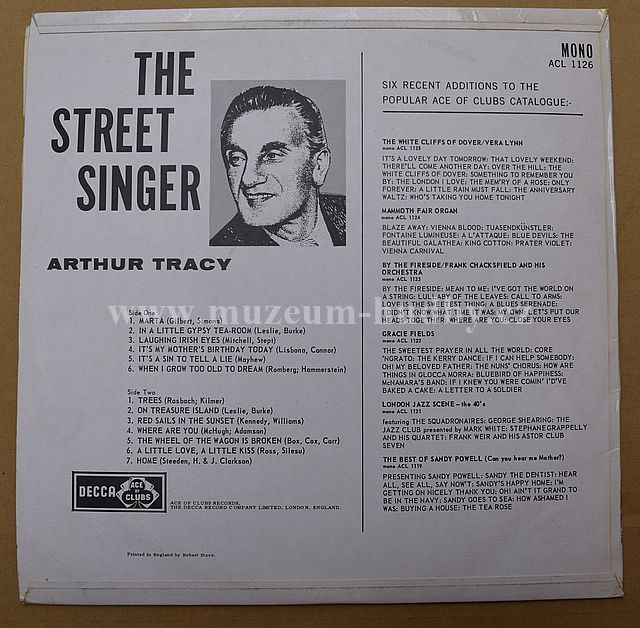 THE
STREET
SINGER
ARTHUR TRACY
Side One
1. MARTA (Gilbert, Simons)
2. IN A LITTLE GYPSY TEA-ROOM (Leslie, Burke)
3. LAUGHING IRISH EYES (Mitchell, Stept)
4. IT'S MY MOTHER'S BIRTHDAY TODAY (Lisbona, Connor)
5. IT'S A SIN TO TELL A LIE (Mayhew)
6. WHEN I GROW TOO OLD TO DREAM (Romberg; Hammerstein)
Side Two
1. TREES (Rasbach; Kilmer)
2. ON TREASURE ISLAND (Leslie, Burke)
3. RED SAILS IN THE SUNSET (Kennedy, Williams)
4. WHERE ARE YOU (McHugh; Adamson)
5. THE WHEEL OF THE WAGON IS BROKEN (Box, Cox, Carr)
6. A LITTLE LOVE, A LITTLE KISS (Ross, Silesu)
7. HOME (Steeden, H. & J. Clarkson)
DECCA
ACE OF CLUBS
ACE OF CLUBS RECORDS,
THE DECCA RECORD COMPANY LIMITED, LONDON, ENGLAND.
Printed in England by Robert Stace.
MONO
ACL 1126
SIX RECENT ADDITIONS TO THE
POPULAR ACE OF CLUBS CATALOGUE:-
THE WHITE CLIFFS OF DOVER/VERA LYNN
mono ACL 1125
IT'S A LOVELY DAY TOMORROW: THAT LOVELY WEEKEND:
THERE'LL COME ANOTHER DAY: OVER THE HILL: THE
WHITE CLIFFS OF DOVER: SOMETHING TO REMEMBER YOU
BY: THE LONDON I LOVE: THE MEM'RY OF A ROSE: ONLY
FOREVER: A LITTLE RAIN MUST FALL: THE ANNIVERSARY
WALTZ: WHO'S TAKING YOU HOME TONIGHT
MAMMOTH FAIR ORGAN
mono ACL 1124
BLAZE AWAY: VIENNA BLOOD: TUASENDKÜNSTLER:
FONTAINE LUMINEUSE: A L'ATTAQUE: BLUE DEVILS: THE
BEAUTIFUL GALATHEA: KING COTTON: PRATER VIOLET:
VIENNA CARNIVAL
BY THE FIRESIDE/FRANK CHACKSFIELD AND HIS
ORCHESTRA
mono ACL 1123
BY THE FIRESIDE: MEAN TO ME: I'VE GOT THE WORLD ON
A STRING: LULLABY OF THE LEAVES: CALL TO ARMS:
LOVE IS THE SWEETEST THING: A BLUES SERENADE:
I DIDN'T KNOW WHAT TIME IT WAS: MY OWN: LET'S PUT OUR
HEADS TOGETHER: WHERE ARE YOU: CLOSE YOUR EYES
GRACIE FIELDS
mono ACL 1122
THE SWEETEST PRAYER IN ALL THE WORLD: CORE
'NGRATO: THE KERRY DANCE: IF I CAN HELP SOMEBODY:
OH! MY BELOVED FATHER: THE NUNS' CHORUS: HOW ARE
THINGS IN GLOCCA MORRA: BLUEBIRD OF HAPPINESS:
McNAMARA'S BAND: IF I KNEW YOU WERE COMIN' I'D'VE
BAKED A CAKE: A LETTER TO A SOLDIER
LONDON JAZZ SCENE – the 40's
mono ACL 1121
featuring THE SQUADRONAIRES: GEORGE SHEARING: THE
JAZZ CLUB presented by MARK WHITE: STEPHANE GRAPPELLY
AND HIS QUARTET: FRANK WEIR AND HIS ASTOR CLUB
SEVEN
THE BEST OF SANDY POWELL (Can you hear me Mother?)
mono ACL 1119
PRESENTING SANDY POWELL: SANDY THE DENTIST: HEAR
ALL, SEE ALL, SAY NOW'T: SANDY'S HAPPY HOME: I'M
GETTING ON NICELY THANK YOU: OH! AIN'T IT GRAND TO
BE IN THE NAVY: SANDY GOES TO SEA: HOW ASHAMED I
WAS: BUYING A HOUSE: THE TEA ROSE